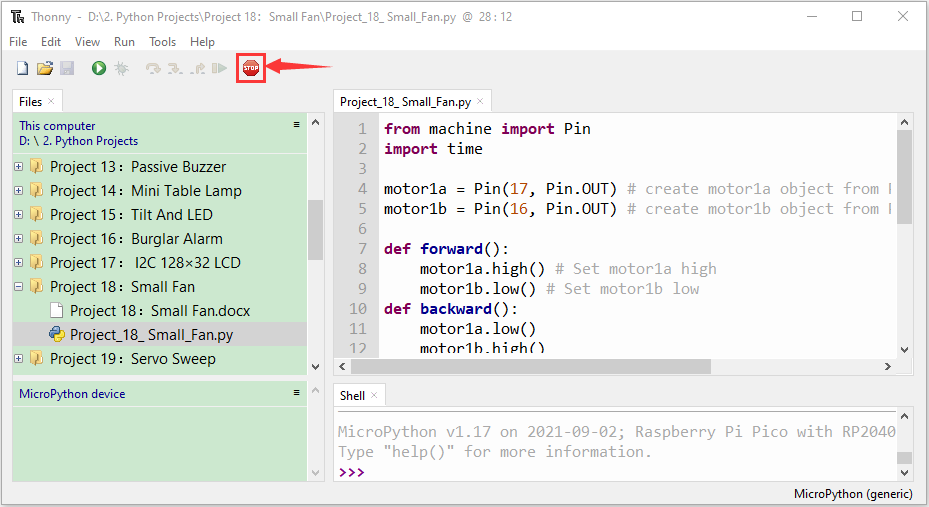 Thonny - D:\2. Python Projects\Project 18：Small Fan\Project_18_ Small_Fan.py @ 28 : 12
File Edit View Run Tools Help
STOP
Files
This computer
D: \ 2. Python Projects
Project 13：Passive Buzzer
Project 14：Mini Table Lamp
Project 15：Tilt And LED
Project 16：Burglar Alarm
Project 17： I2C 128×32 LCD
Project 18：Small Fan
Project 18：Small Fan.docx
Project_18_ Small_Fan.py
Project 19：Servo Sweep
MicroPython device
Project_18_ Small_Fan.py
1 from machine import Pin
2 import time
3
4 motor1a = Pin(17, Pin.OUT) # create motor1a object from
5 motor1b = Pin(16, Pin.OUT) # create motor1b object from
6
7 def forward():
8 motor1a.high() # Set motor1a high
9 motor1b.low() # Set motor1b low
10 def backward():
11 motor1a.low()
12 motor1b.high()
Shell
MicroPython v1.17 on 2021-09-02; Raspberry Pi Pico with RP2040
Type "help()" for more information.
>>>
MicroPython (generic)